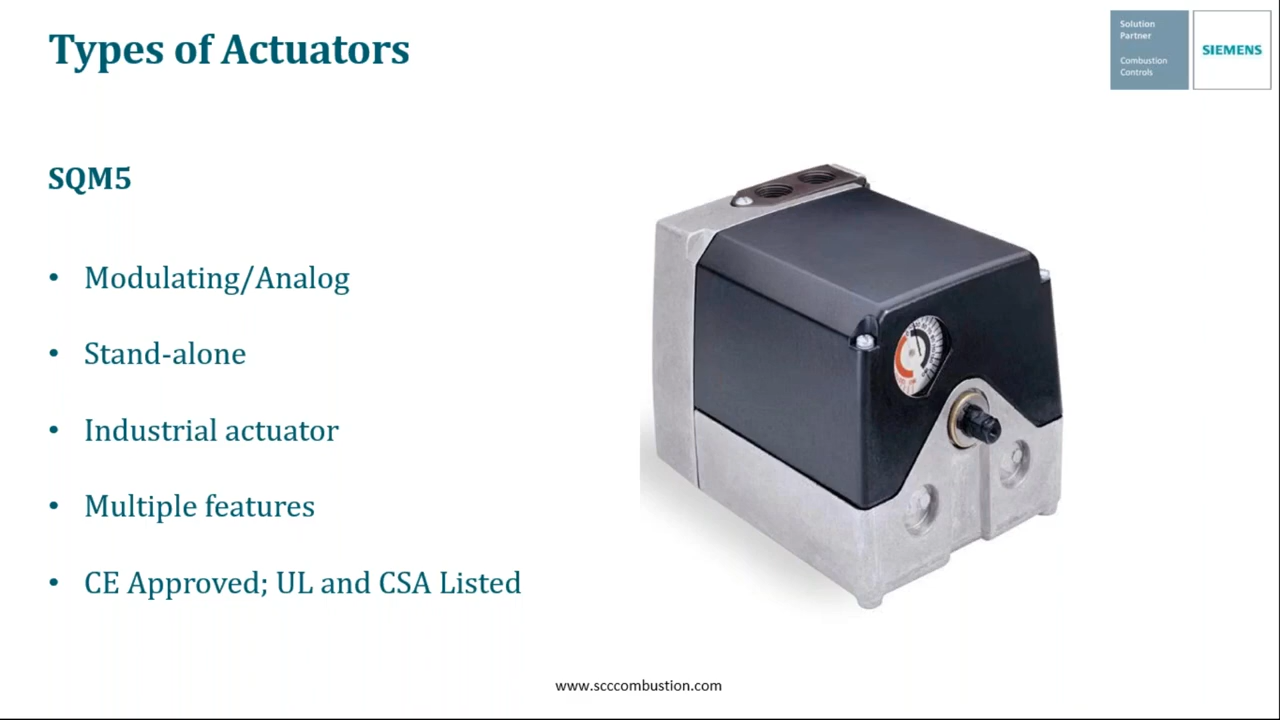 Types of Actuators
Solution
Partner
Combustion
Controls
SIEMENS
SQM5
• Modulating/Analog
• Stand-alone
• Industrial actuator
• Multiple features
• CE Approved; UL and CSA Listed
www.scccombustion.com